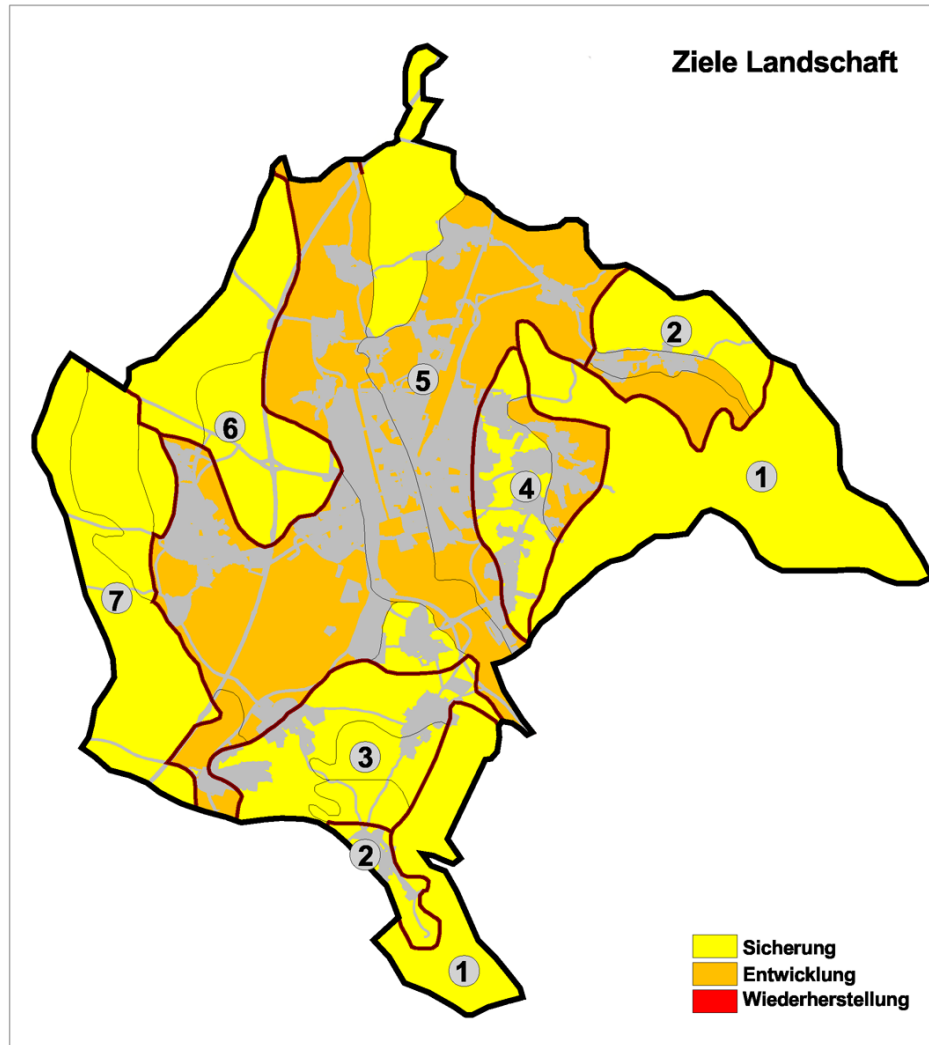 Ziele Landschaft
2
5
6
1
4
7
3
2
1
Sicherung
Entwicklung
Wiederherstellung